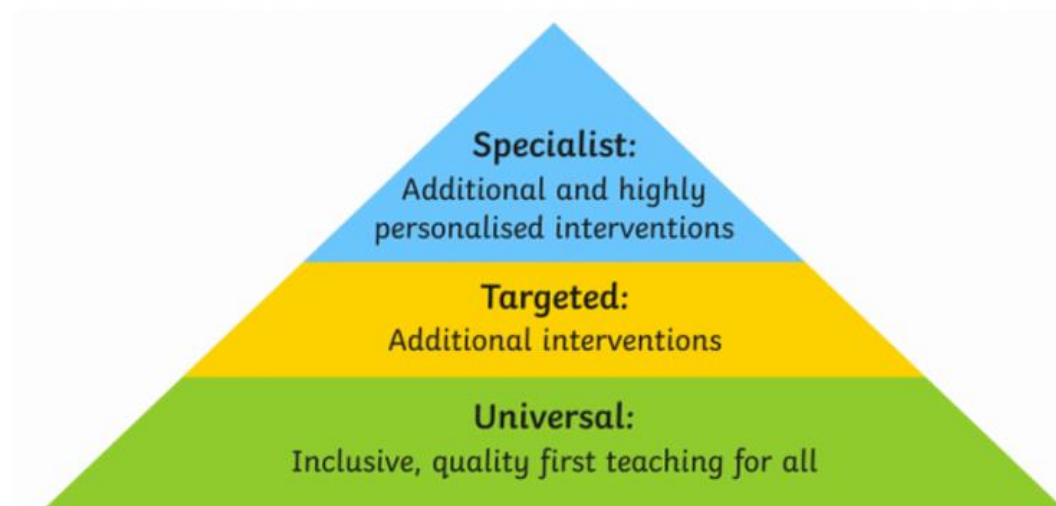 Specialist:
Additional and highly
personalised interventions
Targeted:
Additional interventions
Universal:
Inclusive, quality first teaching for all